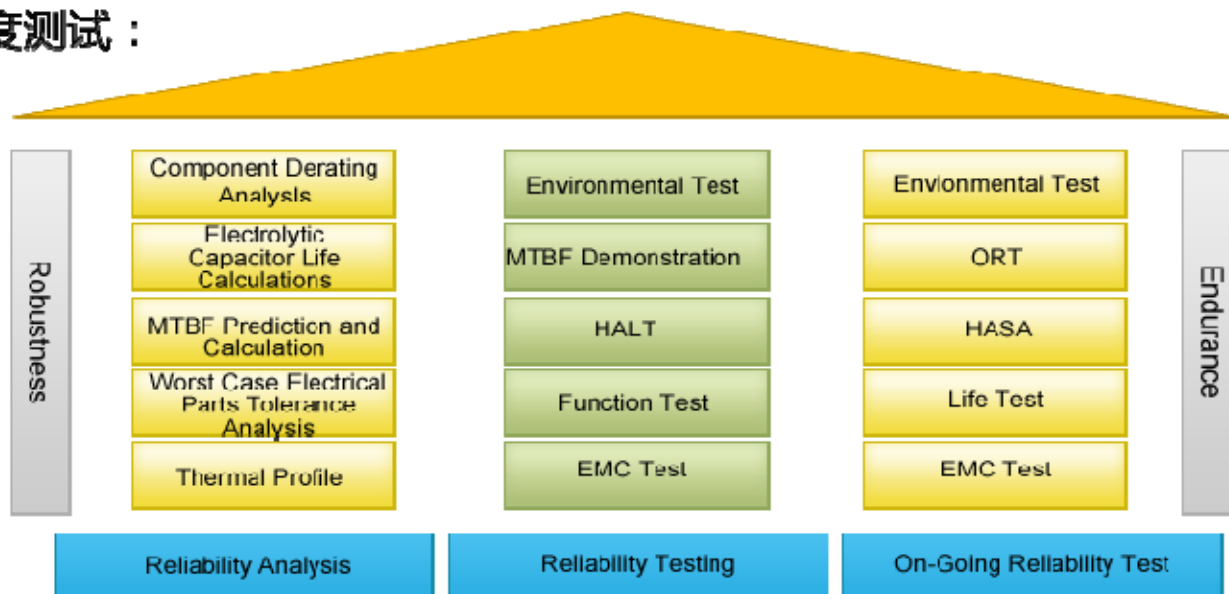 度测试：
Component Derating
Analysis
Electrolytic
Capacitor Life
Calculations
MTBF Prediction and
Calculation
Worst Case Electrical
Parts Tolerance
Analysis
Thermal Profile
Environmental Test
MTBF Demonstration
HALT
Function Test
EMC Test
Envionmental Test
ORT
HASA
Life Test
EMC Test
Robustness
Endurance
Reliability Analysis
Reliability Testing
On-Going Reliability Test